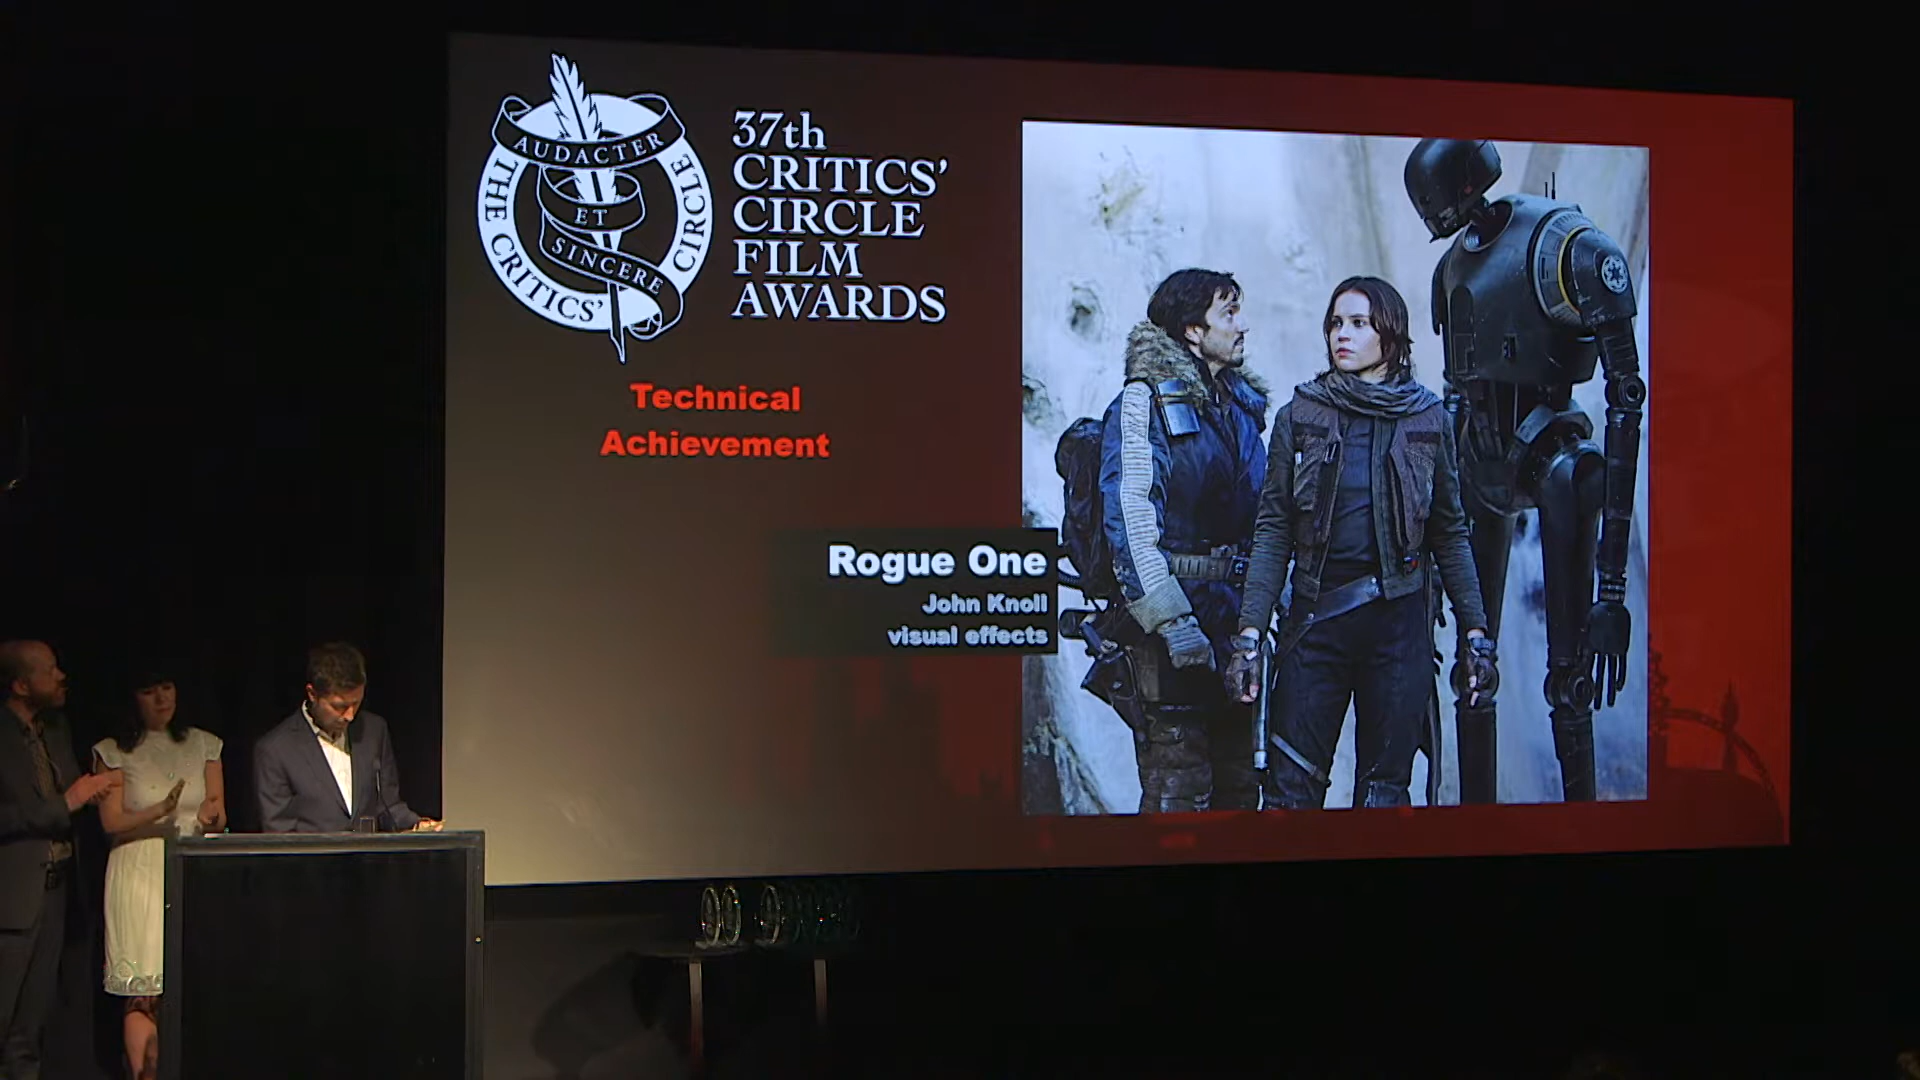 AUDACTER
ET
SINCERE
THE CRITICS' CIRCLE
37th
CRITICS'
CIRCLE
FILM
AWARDS
Technical
Achievement
Rogue One
John Knoll
visual effects